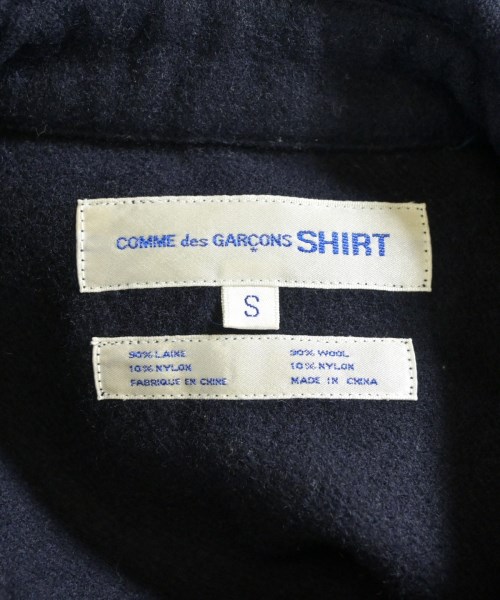 COMME des GARÇONS SHIRT
S
90% LAINE
10% NYLON
FABRIQUE EN CHINE
90% WOOL
10% NYLON
MADE IN CHINA